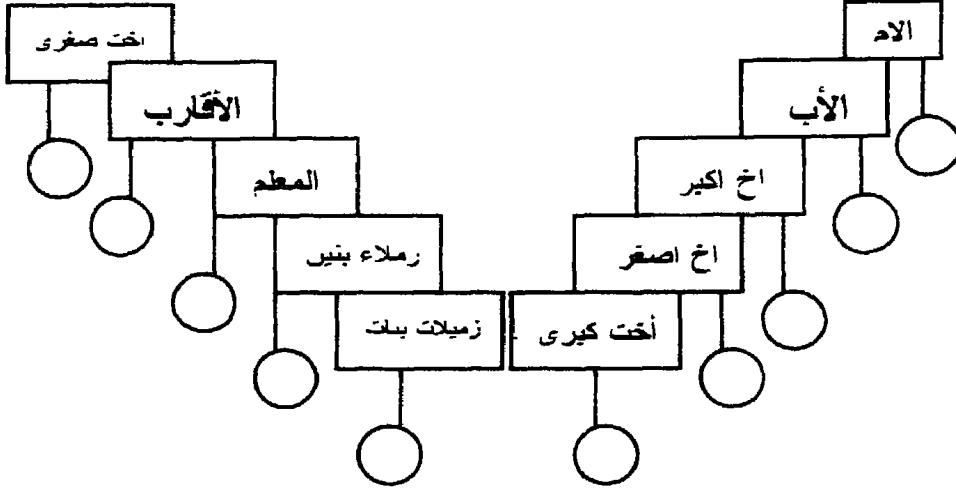 الام
الأب
اخ اكبر
اخ اصغر
أخت كبرى
اخت صغرى
الأقارب
المعلم
زملاء بنين
زميلات بنات